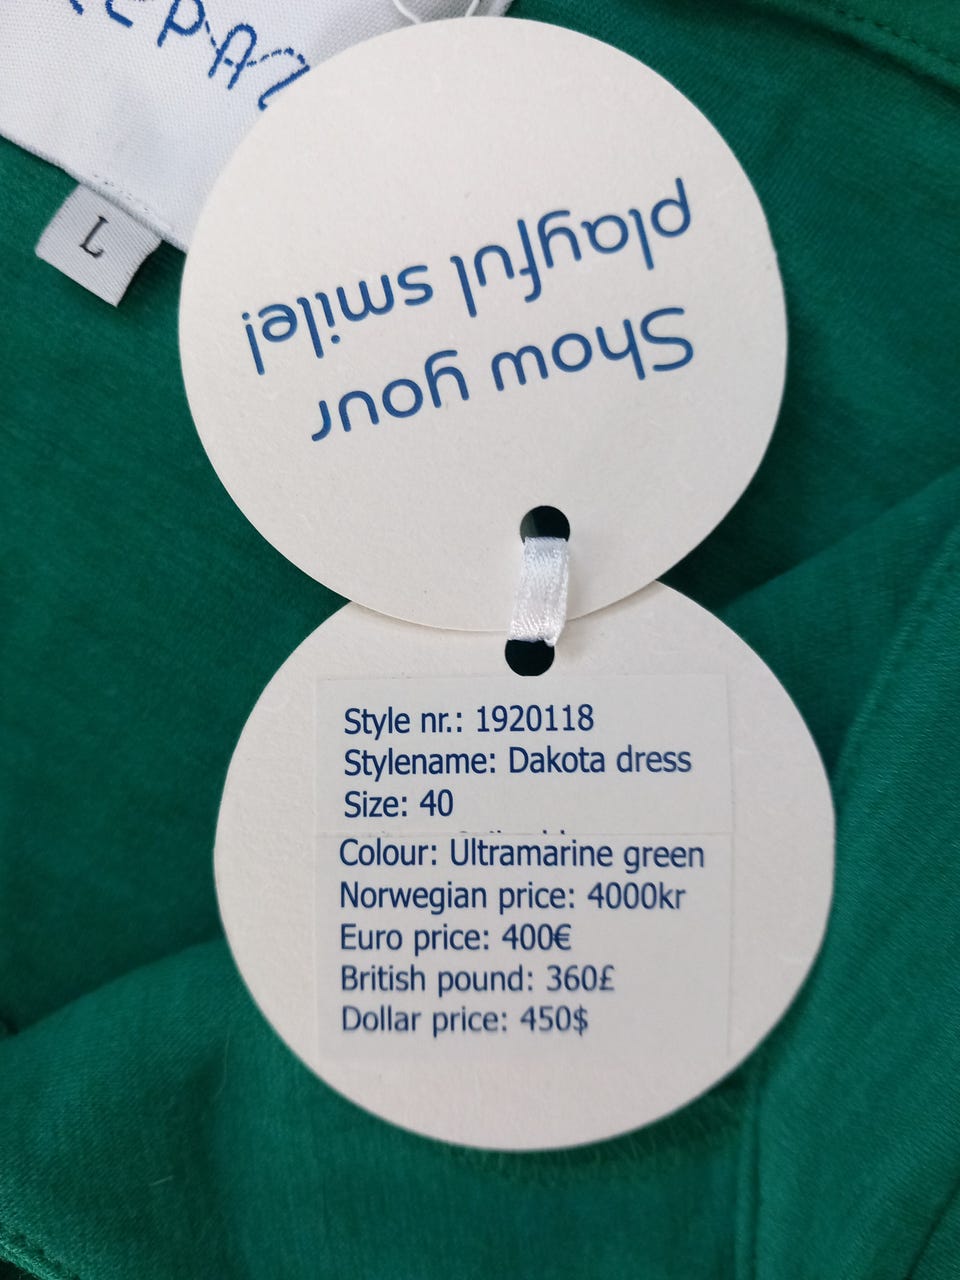 L
Show your
playful smile!
Style nr.: 1920118
Stylename: Dakota dress
Size: 40
Colour: Ultramarine green
Norwegian price: 4000kr
Euro price: 400€
British pound: 360£
Dollar price: 450$